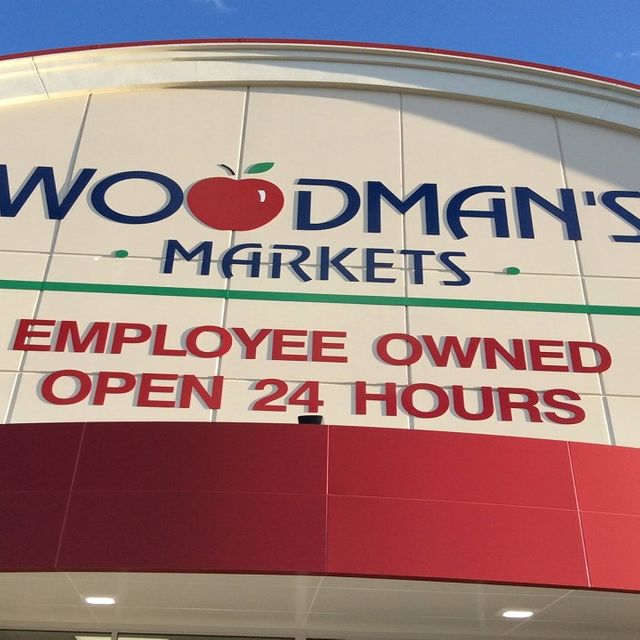 WOODMAN'S
MARKETS
EMPLOYEE OWNED
OPEN 24 HOURS